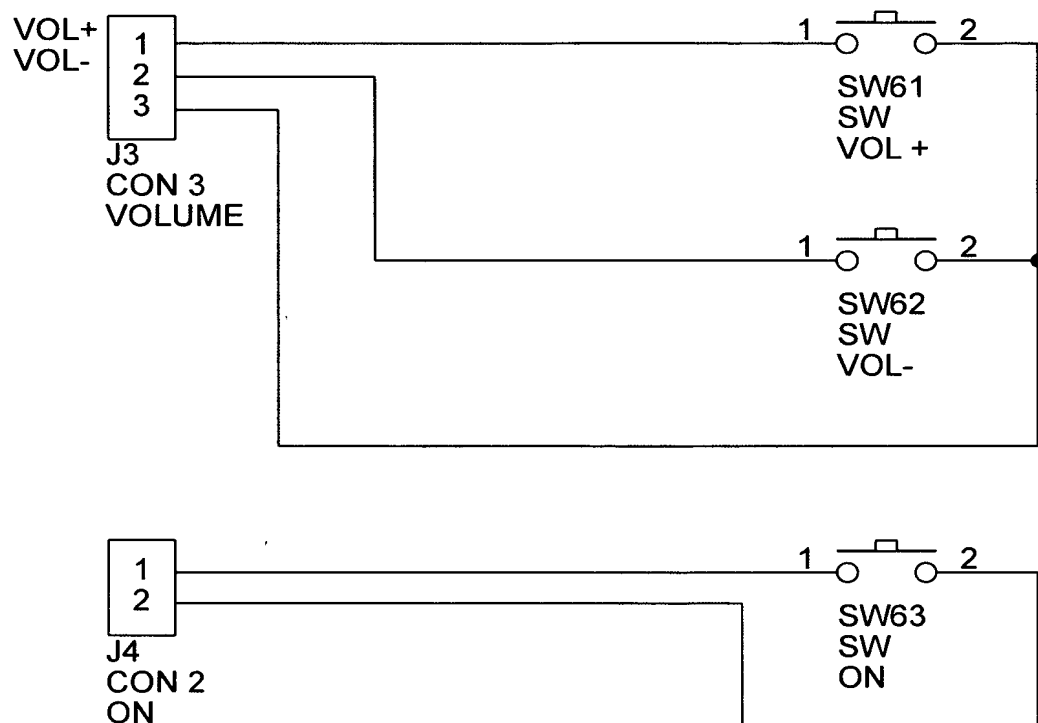 VOL+
VOL-
1
2
3
J3
CON 3
VOLUME
1 2
SW61
SW
VOL +
1 2
SW62
SW
VOL-
1
2
J4
CON 2
ON
1 2
SW63
SW
ON